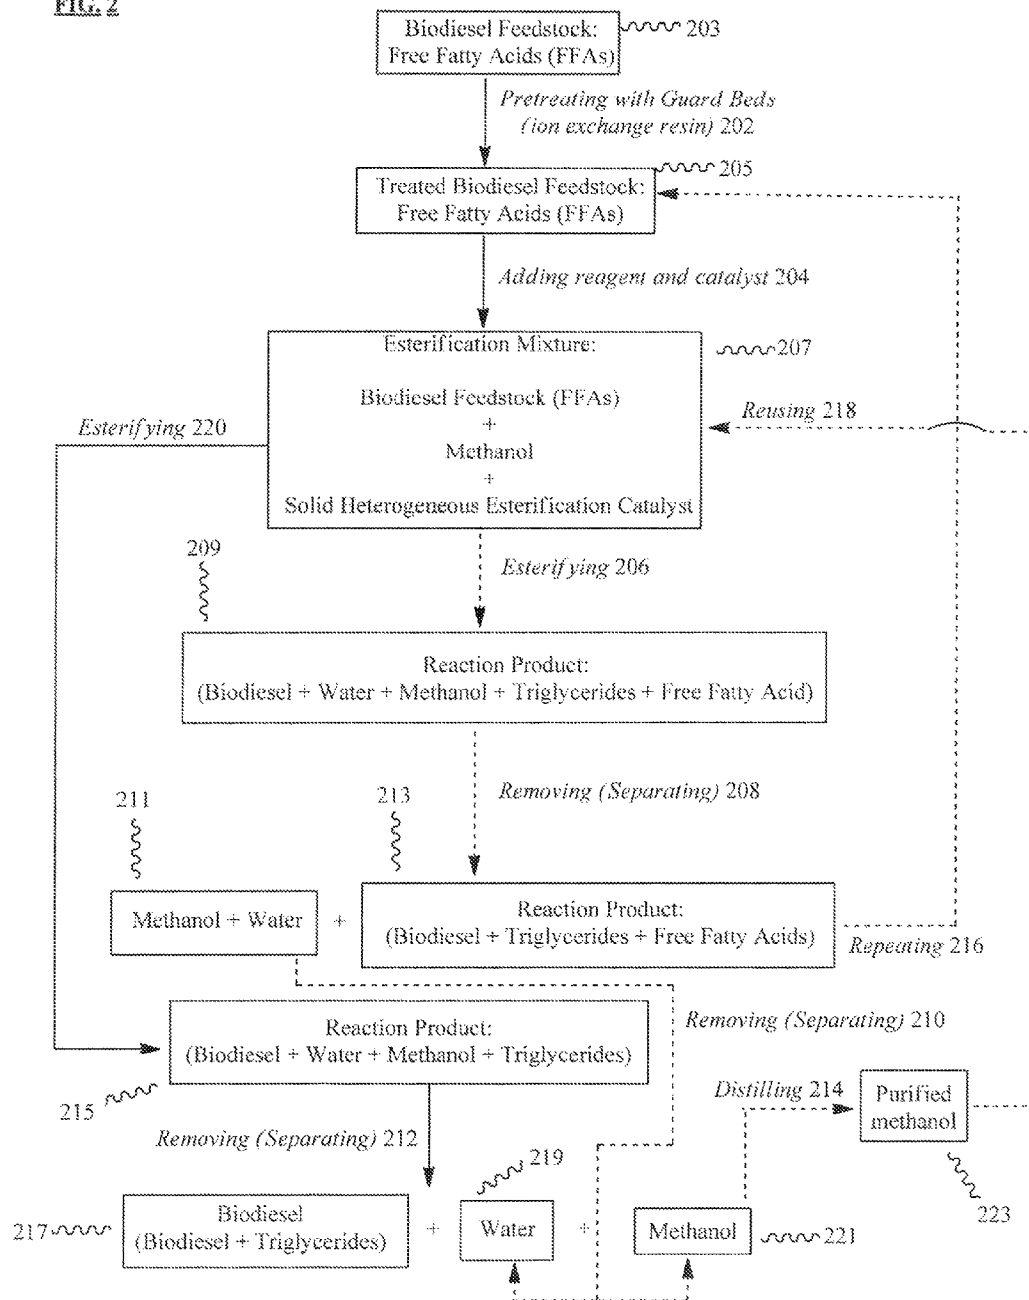 FIG. 2
Biodiesel Feedstock:
Free Fatty Acids (FFAs)
203
Pretreating with Guard Beds
(ion exchange resin) 202
205
Treated Biodiesel Feedstock:
Free Fatty Acids (FFAs)
Adding reagent and catalyst 204
Esterification Mixture:
207
Biodiesel Feedstock (FFAs)
+
Methanol
+
Solid Heterogeneous Esterification Catalyst
Reusing 218
Esterifying 220
209
Esterifying 206
Reaction Product:
(Biodiesel + Water + Methanol + Triglycerides + Free Fatty Acid)
Removing (Separating) 208
211
213
Methanol + Water
+
Reaction Product:
(Biodiesel + Triglycerides + Free Fatty Acids)
Repeating 216
Reaction Product:
(Biodiesel + Water + Methanol + Triglycerides)
Removing (Separating) 210
215
Removing (Separating) 212
Distilling 214
Purified
methanol
219
223
217
Biodiesel
(Biodiesel + Triglycerides)
+
Water
+
Methanol
221